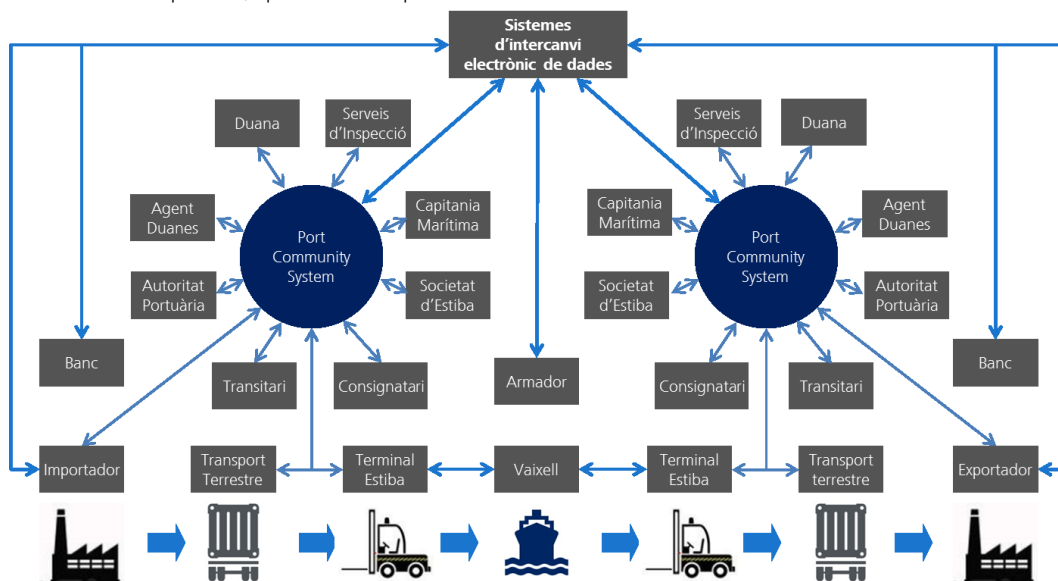 Sistemes
d'intercanvi
electrònic de dades
Duana
Serveis
d'Inspecció
Serveis
d'Inspecció
Duana
Agent
Duanes
Capitania
Marítima
Capitania
Marítima
Agent
Duanes
Port
Community
System
Port
Community
System
Autoritat
Portuària
Societat
d'Estiba
Societat
d'Estiba
Autoritat
Portuària
Banc
Transitari
Consignatari
Armador
Consignatari
Transitari
Banc
Importador
Transport
Terrestre
Terminal
Estiba
Vaixell
Terminal
Estiba
Transport
terrestre
Exportador